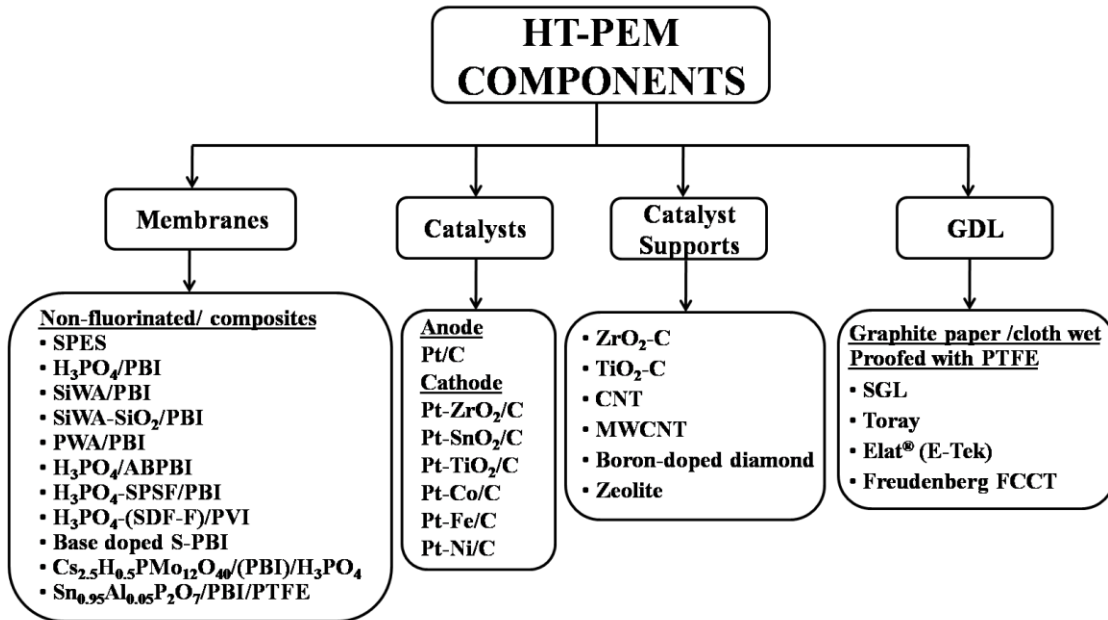 HT-PEM
COMPONENTS
Membranes
Catalysts
Catalyst
Supports
GDL
Non-fluorinated/ composites
▪ SPES
▪ H₃PO₄/PBI
▪ SiWA/PBI
▪ SiWA-SiO₂/PBI
▪ PWA/PBI
▪ H₃PO₄/ABPBI
▪ H₃PO₄-SPSF/PBI
▪ H₃PO₄-(SDF-F)/PVI
▪ Base doped S-PBI
▪ Cs₂.₅H₀.₅PMo₁₂O₄₀/(PBI)/H₃PO₄
▪ Sn₀.₉₅Al₀.₀₅P₂O₇/PBI/PTFE
Anode
Pt/C
Cathode
Pt-ZrO₂/C
Pt-SnO₂/C
Pt-TiO₂/C
Pt-Co/C
Pt-Fe/C
Pt-Ni/C
▪ ZrO₂-C
▪ TiO₂-C
▪ CNT
▪ MWCNT
▪ Boron-doped diamond
▪ Zeolite
Graphite paper /cloth wet
Proofed with PTFE
▪ SGL
▪ Toray
▪ Elat® (E-Tek)
▪ Freudenberg FCCT